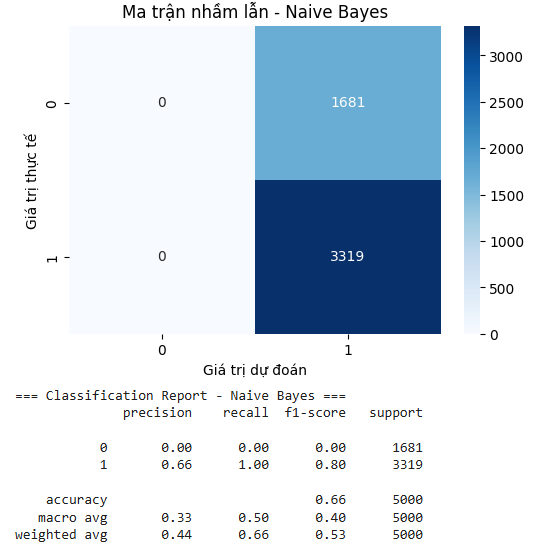 Ma trận nhầm lẫn - Naive Bayes
0 1681
0 3319
0
1
Giá trị thực tế
0 1
Giá trị dự đoán
3000
2500
2000
1500
1000
500
0
=== Classification Report - Naive Bayes ===
precision recall f1-score support
0 0.00 0.00 0.00 1681
1 0.66 1.00 0.80 3319
accuracy 0.66 5000
macro avg 0.33 0.50 0.40 5000
weighted avg 0.44 0.66 0.53 5000